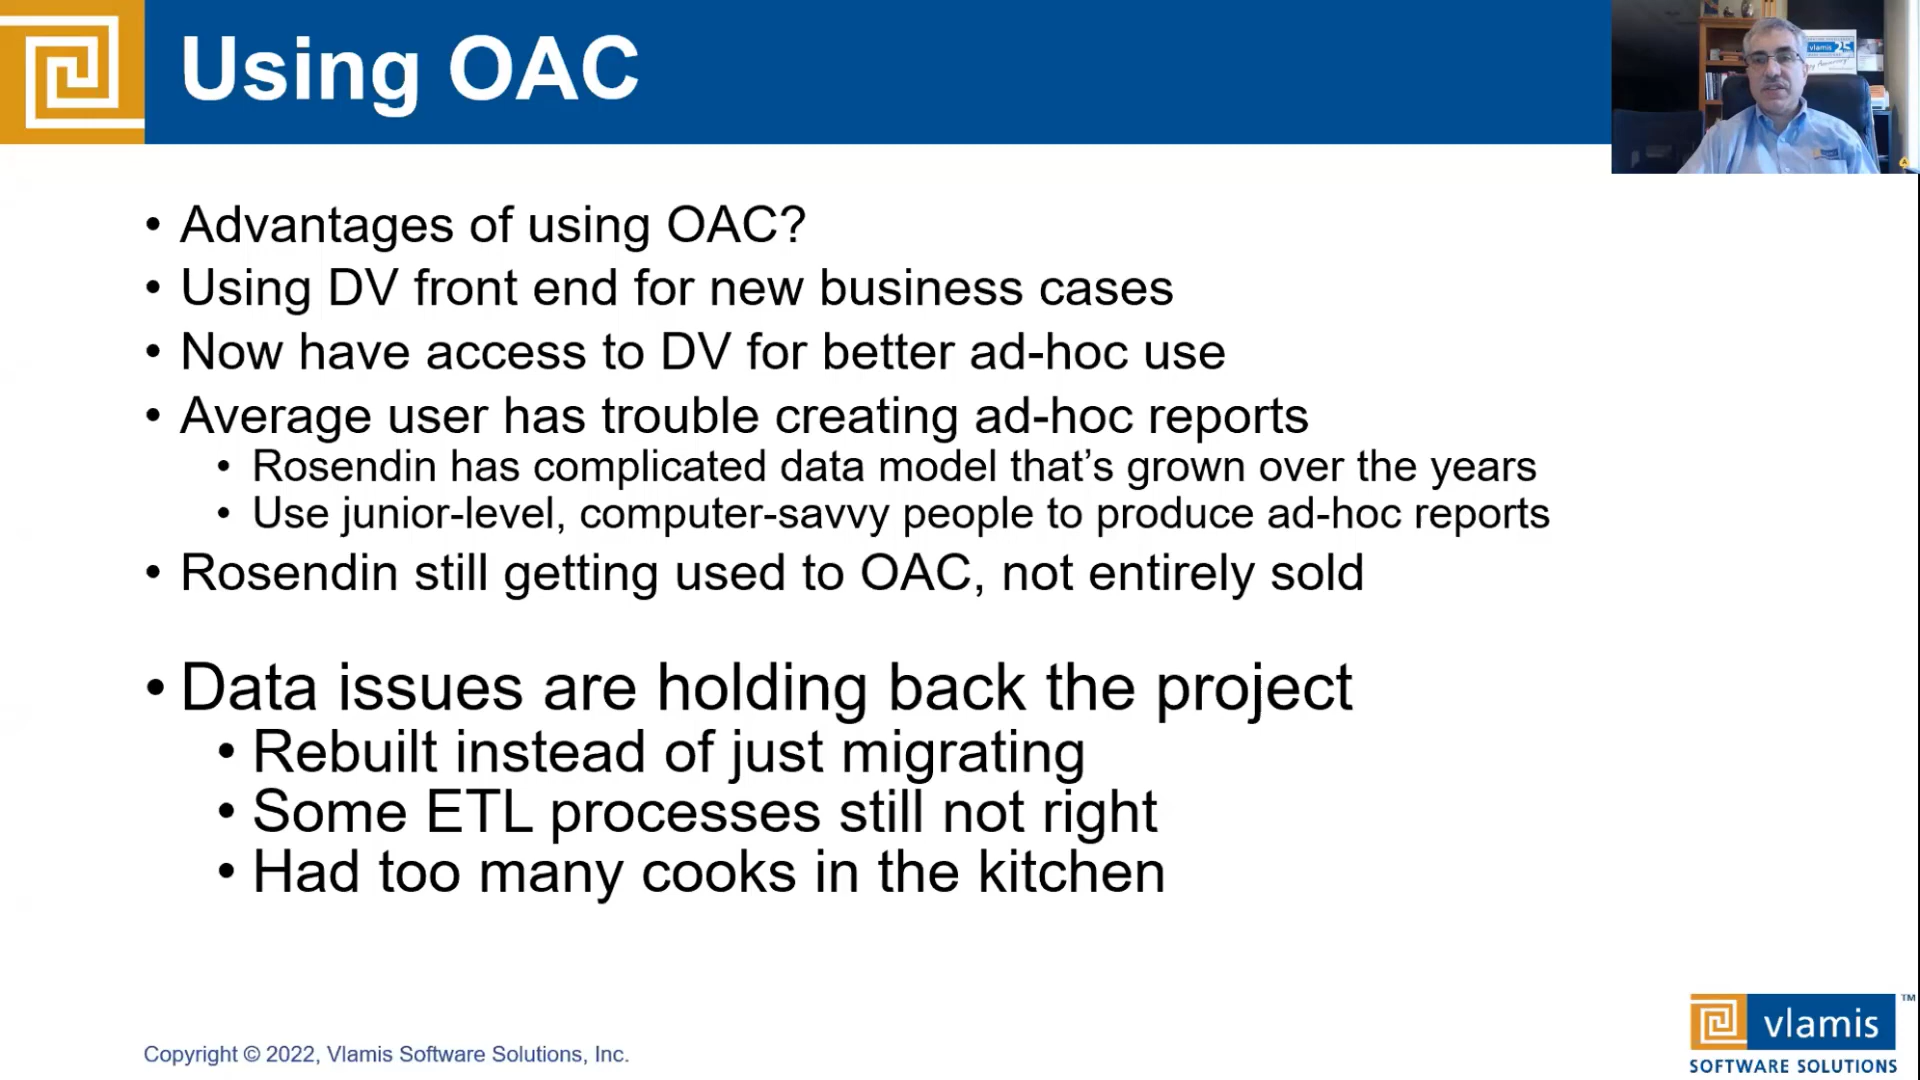 Using OAC
vlamis 25
• Advantages of using OAC?
• Using DV front end for new business cases
• Now have access to DV for better ad-hoc use
• Average user has trouble creating ad-hoc reports
• Rosendin has complicated data model that’s grown over the years
• Use junior-level, computer-savvy people to produce ad-hoc reports
• Rosendin still getting used to OAC, not entirely sold
• Data issues are holding back the project
• Rebuilt instead of just migrating
• Some ETL processes still not right
• Had too many cooks in the kitchen
Copyright © 2022, Vlamis Software Solutions, Inc.
vlamis ™
SOFTWARE SOLUTIONS